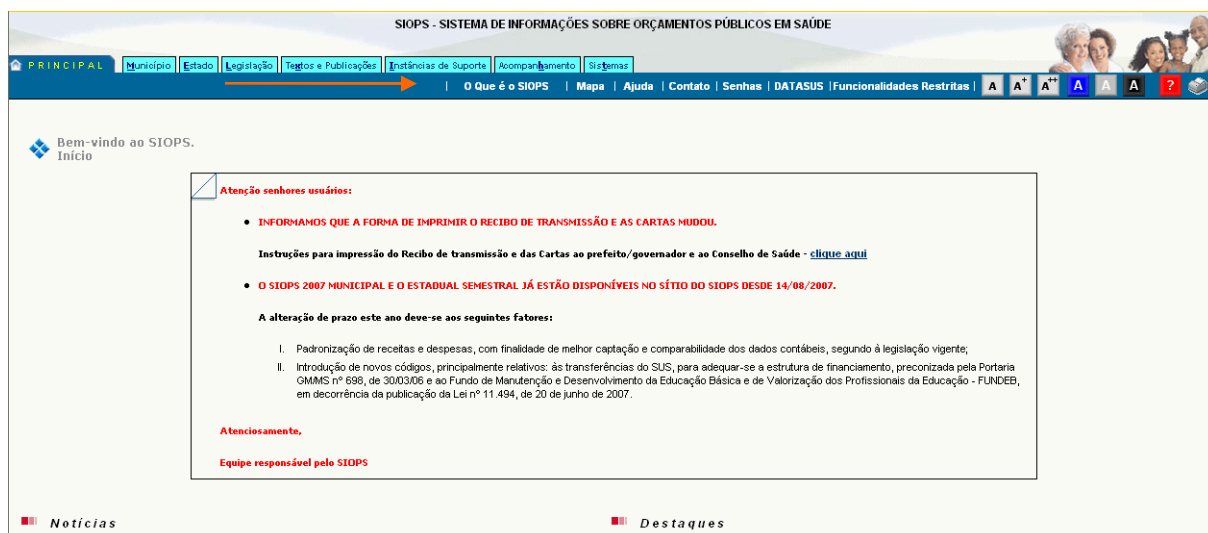 SIOPS - SISTEMA DE INFORMAÇÕES SOBRE ORÇAMENTOS PÚBLICOS EM SAÚDE
PRINCIPAL Município Estado Legislação Textos e Publicações Instâncias de Suporte Acompanhamento Sistemas
| O Que é o SIOPS | Mapa | Ajuda | Contato | Senhas | DATASUS |Funcionalidades Restritas | A A+ A++ A A A ?
Bem-vindo ao SIOPS.
Início
Atenção senhores usuários:
• INFORMAMOS QUE A FORMA DE IMPRIMIR O RECIBO DE TRANSMISSÃO E AS CARTAS MUDOU.
Instruções para impressão do Recibo de transmissão e das Cartas ao prefeito/governador e ao Conselho de Saúde - clique aqui
• O SIOPS 2007 MUNICIPAL E O ESTADUAL SEMESTRAL JÁ ESTÃO DISPONÍVEIS NO SÍTIO DO SIOPS DESDE 14/08/2007.
A alteração de prazo este ano deve-se aos seguintes fatores:
I. Padronização de receitas e despesas, com finalidade de melhor captação e comparabilidade dos dados contábeis, segundo à legislação vigente;
II. Introdução de novos códigos, principalmente relativos: às transferências do SUS, para adequar-se a estrutura de financiamento, preconizada pela Portaria
GM/MS nº 698, de 30/03/06 e ao Fundo de Manutenção e Desenvolvimento da Educação Básica e de Valorização dos Profissionais da Educação - FUNDEB,
em decorrência da publicação da Lei nº 11.494, de 20 de junho de 2007.
Atenciosamente,
Equipe responsável pelo SIOPS
Notícias
Destaques